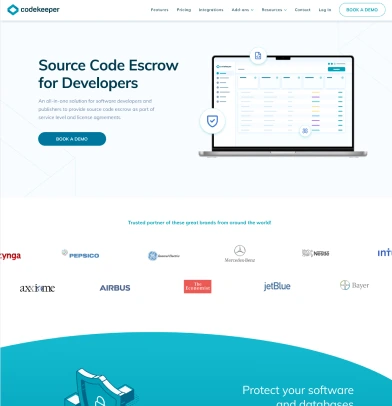 codekeeper
Features Pricing Integrations Add-ons Resources Contact Log In BOOK A DEMO
Source Code Escrow
for Developers
An all-in-one solution for software developers and
publishers to provide source code escrow as part of
service level and license agreements
BOOK A DEMO
Trusted partner of these great brands from around the world!
zynga PEPSICO General Electric Mercedes-Benz Nestlé
axxiome AIRBUS The Economist jetBlue Bayer
Protect your software
and databases